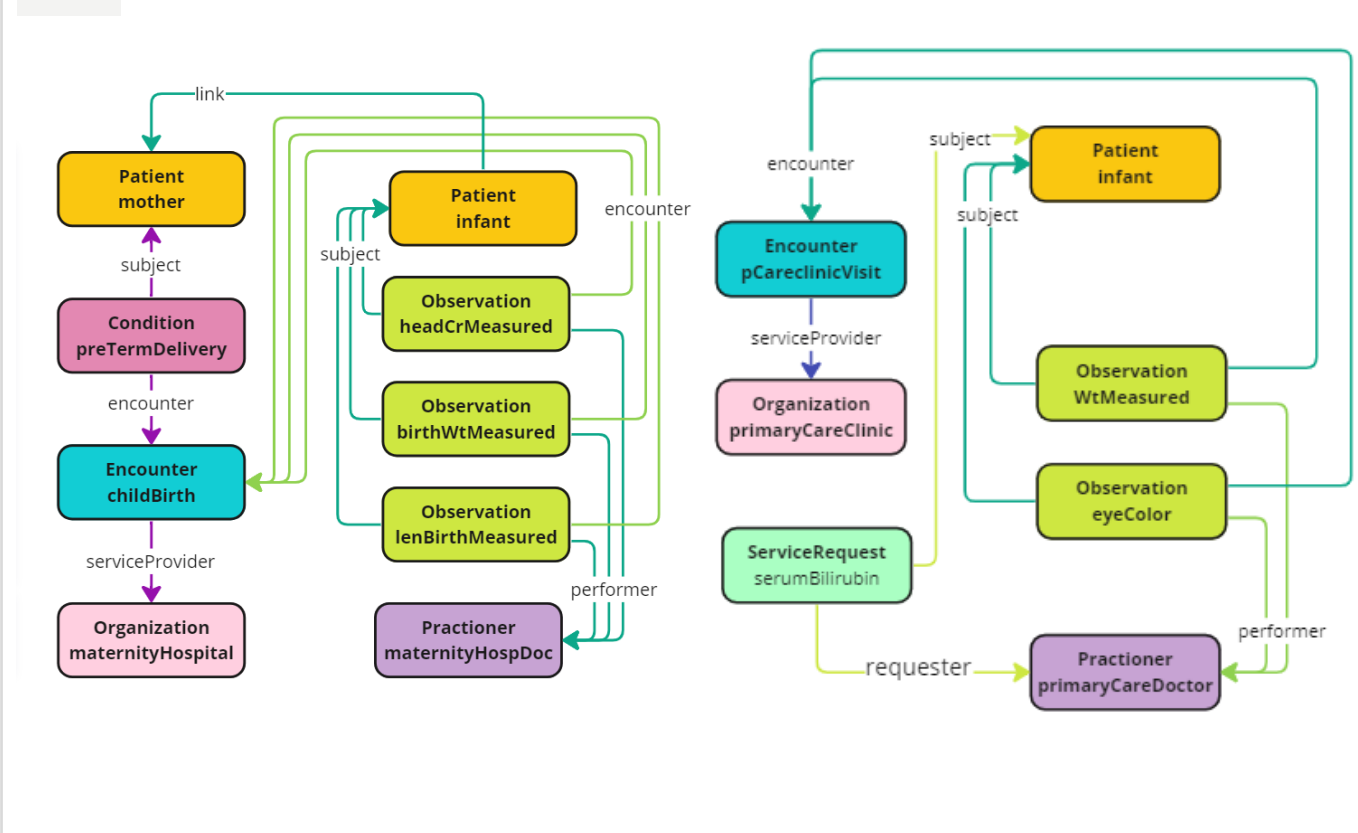 link
Patient
mother
subject
Condition
preTermDelivery
encounter
Encounter
childBirth
serviceProvider
Organization
maternityHospital
Patient
infant
encounter
subject
Observation
headCrMeasured
Observation
birthWtMeasured
Observation
lenBirthMeasured
performer
Practioner
maternityHospDoc
encounter
Encounter
pCareclinicVisit
serviceProvider
Organization
primaryCareClinic
ServiceRequest
serumBilirubin
requester
subject
Patient
infant
subject
Observation
WtMeasured
Observation
eyeColor
performer
Practioner
primaryCareDoctor